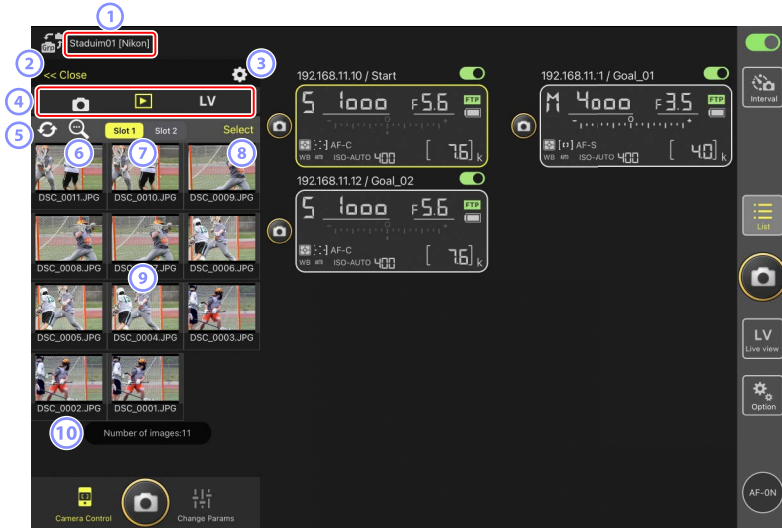 1
Grp Staduim01 [Nikon]
2
<< Close
3
4
LV
5
6
Slot 1 Slot 2
7
Select
8
DSC_0011.JPG DSC_0010.JPG DSC_0009.JPG
DSC_0008.JPG DSC_0007.JPG DSC_0006.JPG
9
DSC_0005.JPG DSC_0004.JPG DSC_0003.JPG
DSC_0002.JPG DSC_0001.JPG
10
Number of images:11
Camera Control
Change Params
192.168.11.10 / Start
S 1000 F5.6 FTP
AF-C
WB ISO-AUTO 400 [ 7.6] k
192.168.11.12 / Goal_02
S 1000 F5.6 FTP
AF-C
WB ISO-AUTO 400 [ 7.6] k
192.168.11.11 / Goal_01
M 4000 F3.5 FTP
AF-S
WB ISO-AUTO 400 [ 4.0] k
Interval
List
LV
Live view
Option
AF-ON